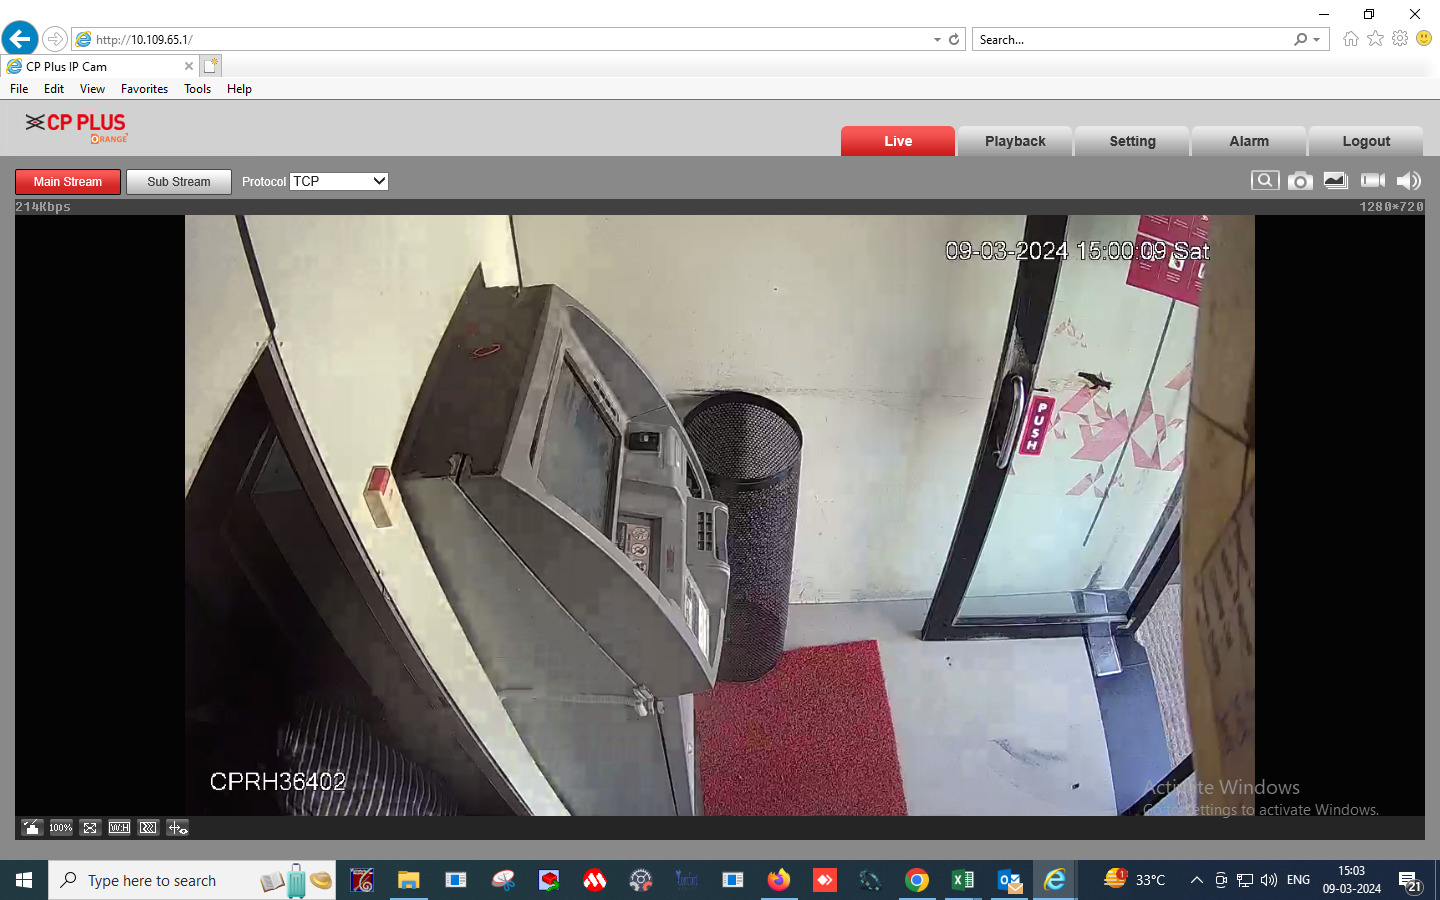 http://10.109.65.1/
Search...
CP Plus IP Cam
File Edit View Favorites Tools Help
CP PLUS
ORANGE
Live Playback Setting Alarm Logout
Main Stream Sub Stream Protocol TCP
214Kbps 1280*720
09-03-2024 15:00:09 Sat
PUSH
CPRH36402
Activate Windows
Go to Settings to activate Windows.
100% W:H
Type here to search
33°C
ENG
15:03
09-03-2024
21